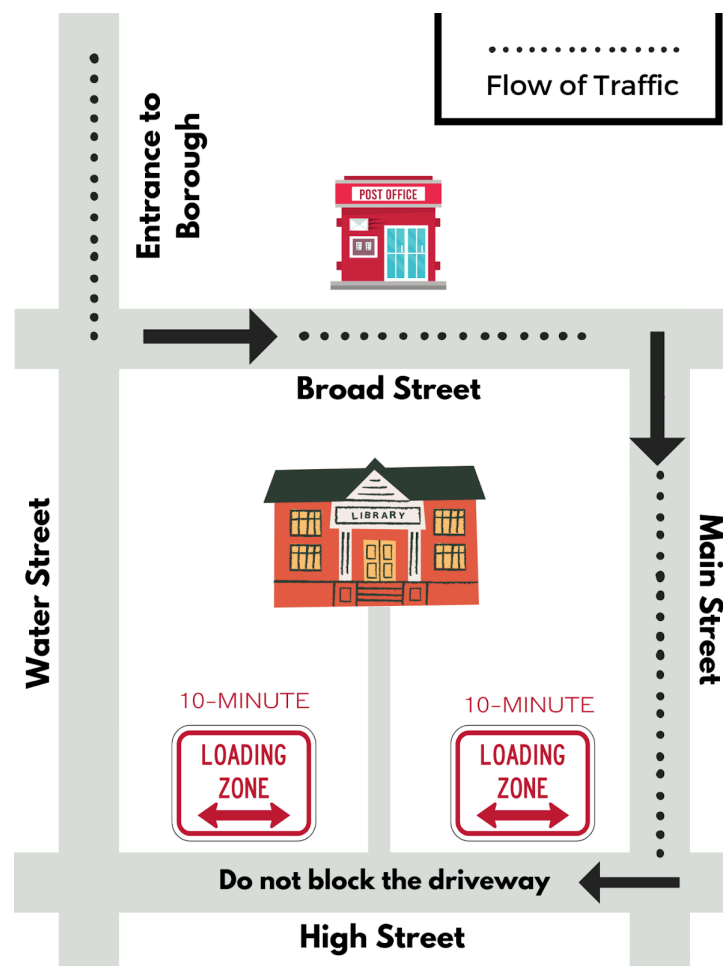 Flow of Traffic
Entrance to
Borough
POST OFFICE
Broad Street
LIBRARY
Water Street
Main Street
10-MINUTE
LOADING
ZONE
10-MINUTE
LOADING
ZONE
Do not block the driveway
High Street